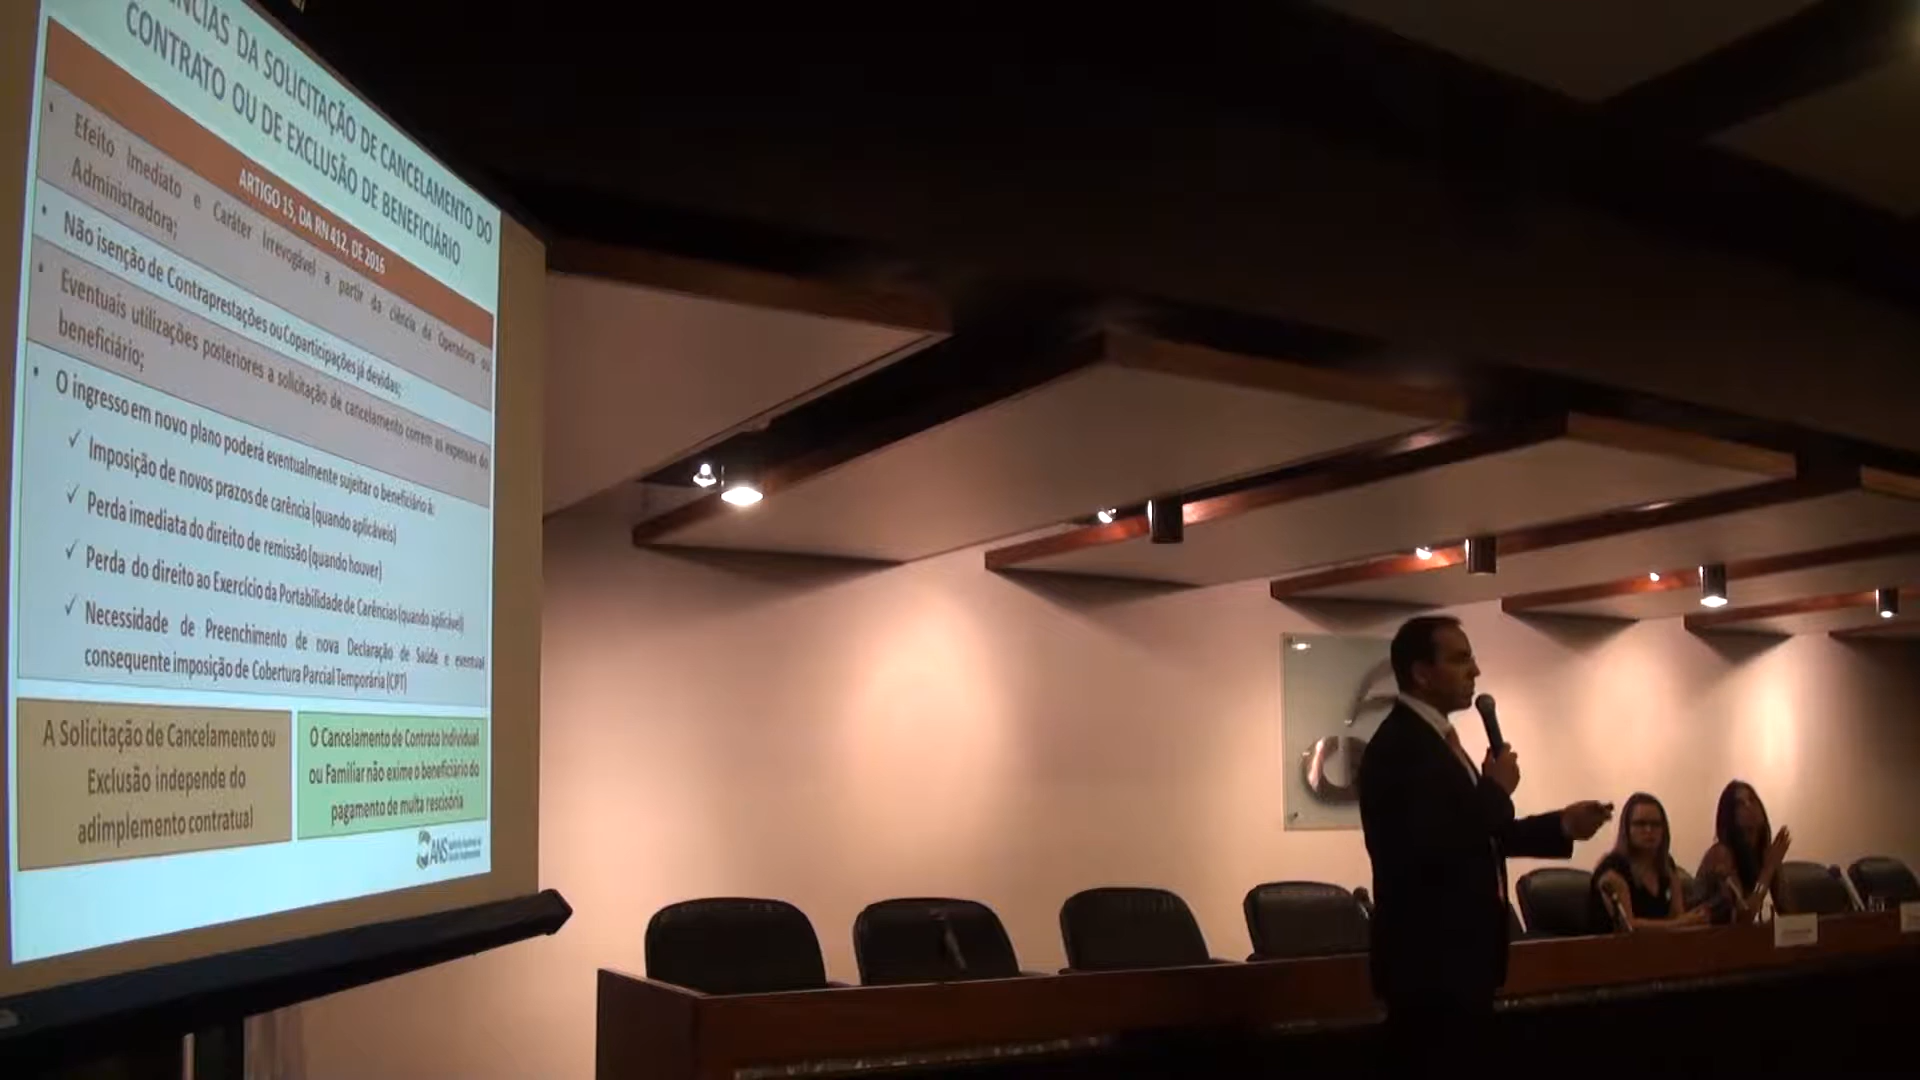 DA SOLICITAÇÃO DE CANCELAMENTO DO
CONTRATO OU DE EXCLUSÃO DE BENEFICIÁRIO
ARTIGO 15, DA RN 412, DE 2016
• Efeito Imediato e Caráter Irrevogável a partir da ciência da Operadora ou
Administradora;
• Não isenção de Contraprestações ou Coparticipações já devidas;
• Eventuais utilizações posteriores a solicitação de cancelamento correm as expensas do
beneficiário;
• O ingresso em novo plano poderá eventualmente sujeitar o beneficiário à:
✓ Imposição de novos prazos de carência (quando aplicáveis)
✓ Perda imediata do direito de remissão (quando houver)
✓ Perda do direito ao Exercício da Portabilidade de Carências (quando aplicável)
✓ Necessidade de Preenchimento de nova Declaração de Saúde e eventual
consequente imposição de Cobertura Parcial Temporária (CPT)
A Solicitação de Cancelamento ou
Exclusão independe do
adimplemento contratual
O Cancelamento de Contrato Individual
ou Familiar não exime o beneficiário do
pagamento de multa rescisória
ANS